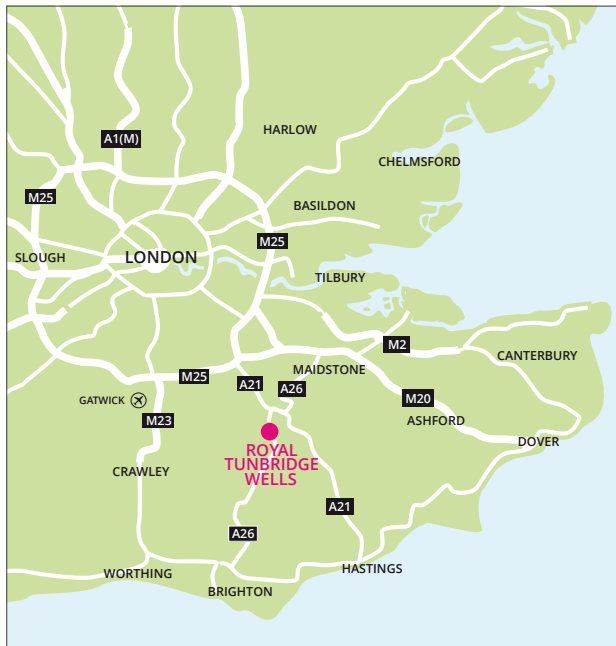 HARLOW
A1(M)
CHELMSFORD
M25
BASILDON
M25
SLOUGH
LONDON
TILBURY
M2
CANTERBURY
MAIDSTONE
M25
A21
A26
GATWICK
M20
M23
ASHFORD
DOVER
ROYAL
TUNBRIDGE
WELLS
CRAWLEY
A21
A26
HASTINGS
WORTHING
BRIGHTON